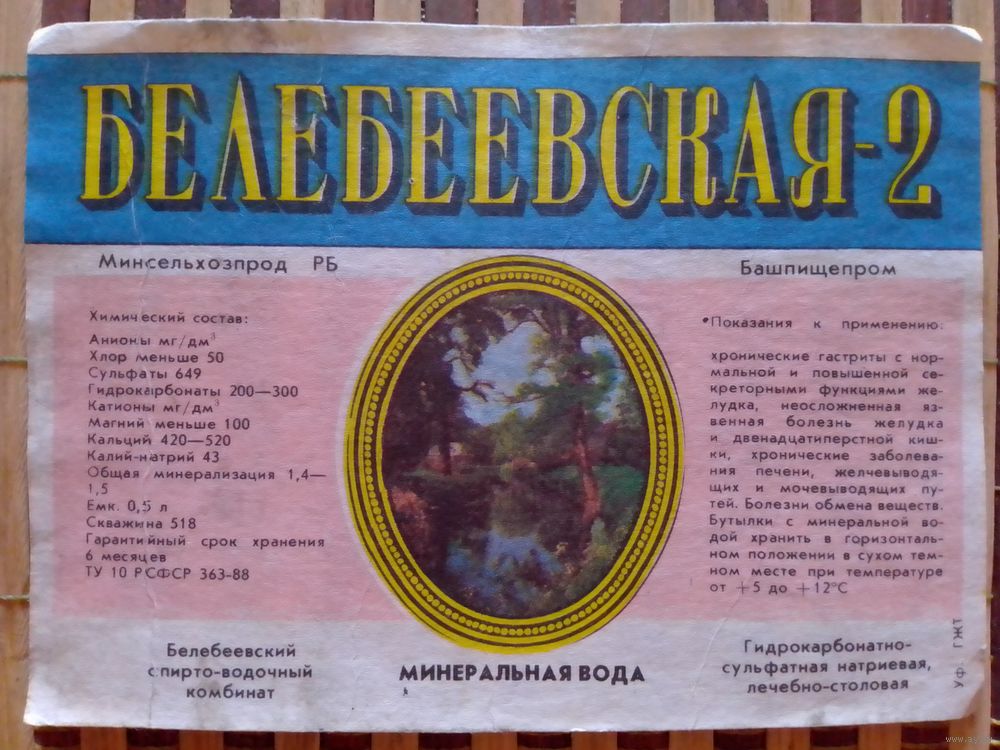 БЕЛЕБЕЕВСКАЯ-2
Минсельхозпрод РБ
Башпищепром
Химический состав:
Анионы мг/дм³
Хлор меньше 50
Сульфаты 649
Гидрокарбонаты 200—300
Катионы мг/дм³
Магний меньше 100
Кальций 420—520
Калий-натрий 43
Общая минерализация 1,4—
1,5
Емк. 0,5 л
Скважина 518
Гарантийный срок хранения
6 месяцев
ТУ 10 РСФСР 363-88
Показания к применению:
хронические гастриты с нор-
мальной и повышенной се-
креторными функциями же-
лудка, неосложненная яз-
венная болезнь желудка
и двенадцатиперстной киш-
ки, хронические заболева-
ния печени, желчевыводя-
щих и мочевыводящих пу-
тей. Болезни обмена веществ.
Бутылки с минеральной во-
дой хранить в горизонталь-
ном положении в сухом тем-
ном месте при температуре
от +5 до +12°С
Белебеевский
спирто-водочный
комбинат
МИНЕРАЛЬНАЯ ВОДА
Гидрокарбонатно-
сульфатная натриевая,
лечебно-столовая
Уф. ГЖТ